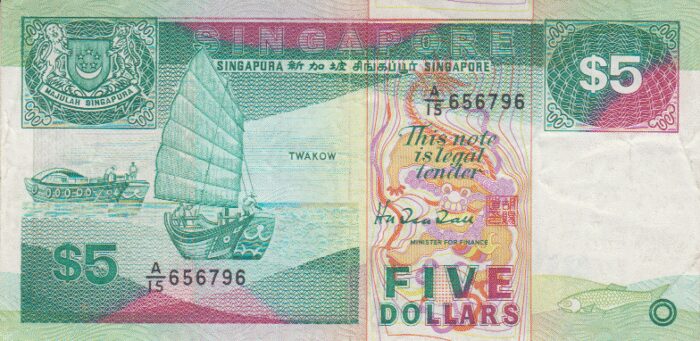 SINGAPORE
SINGAPURA 新加坡 சிங்கப்பூர் SINGAPORE
MAJULAH SINGAPURA
$5
A/15 656796
This note
is legal
tender
TWAKOW
MINISTER FOR FINANCE
$5
A/15 656796
FIVE
DOLLARS